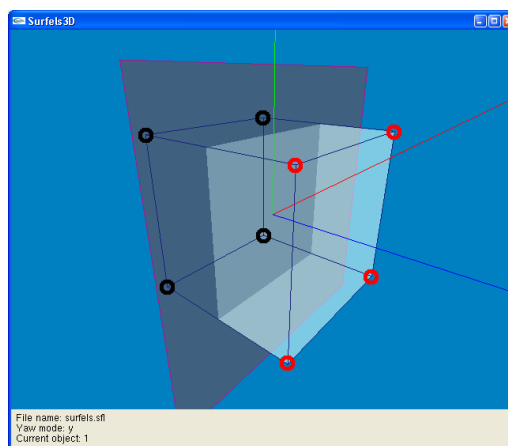 Surfels3D
File name: surfels.sfl
Yaw mode: y
Current object: 1